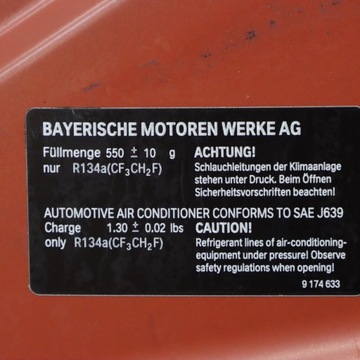 BAYERISCHE MOTOREN WERKE AG
Füllmenge 550 ± 10 g
nur R134a(CF₃CH₂F)
ACHTUNG!
Schlauchleitungen der Klimaanlage
stehen unter Druck. Beim Öffnen
Sicherheitsvorschriften beachten!
AUTOMOTIVE AIR CONDITIONER CONFORMS TO SAE J639
Charge 1.30 ± 0.02 lbs
only R134a(CF₃CH₂F)
CAUTION!
Refrigerant lines of air-conditioning-
equipment under pressure! Observe
safety regulations when opening!
9 174 633